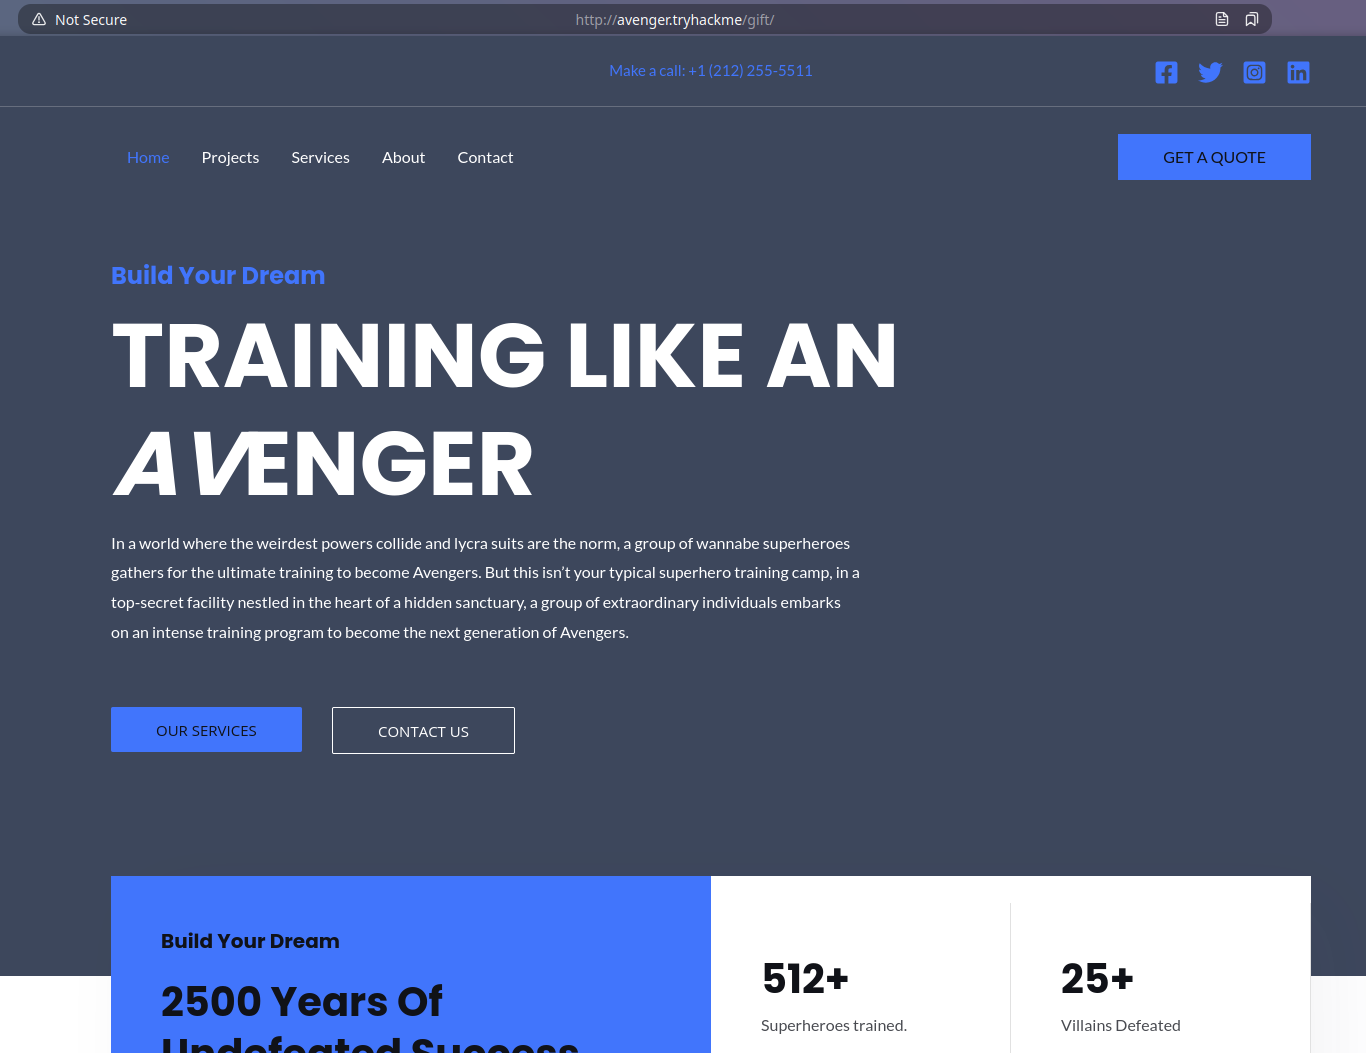 Not Secure
http://avenger.tryhackme/gift/
Make a call: +1 (212) 255-5511
Home
Projects
Services
About
Contact
GET A QUOTE
Build Your Dream
TRAINING LIKE AN
AVENGER
In a world where the weirdest powers collide and lycra suits are the norm, a group of wannabe superheroes
gathers for the ultimate training to become Avengers. But this isn’t your typical superhero training camp, in a
top-secret facility nestled in the heart of a hidden sanctuary, a group of extraordinary individuals embarks
on an intense training program to become the next generation of Avengers.
OUR SERVICES
CONTACT US
Build Your Dream
2500 Years Of
Undefeated Success
512+
Superheroes trained.
25+
Villains Defeated